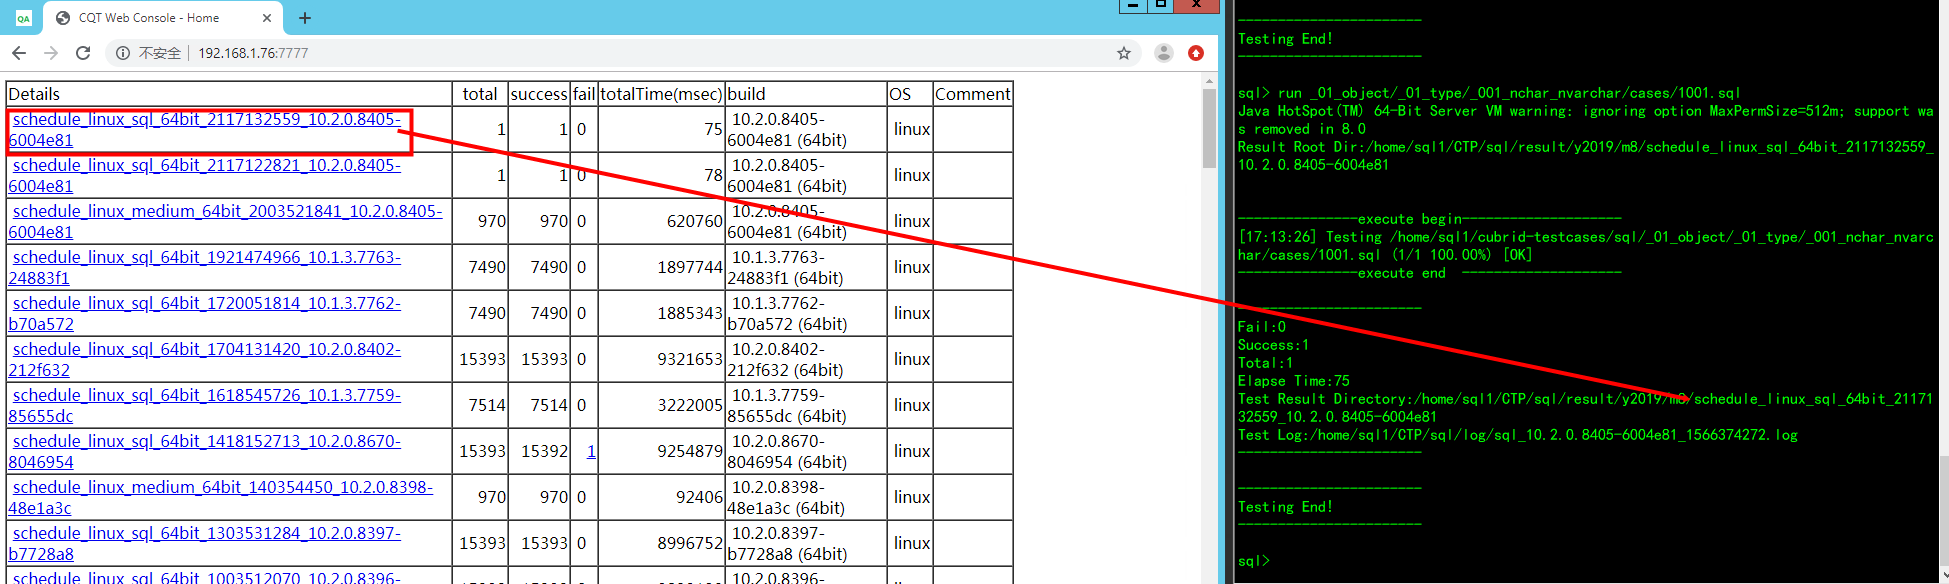 QA
CQT Web Console - Home
不安全 192.168.1.76:7777
Details total success fail totalTime(msec) build OS Comment
schedule_linux_sql_64bit_2117132559_10.2.0.8405-
6004e81
1 1 0 75
10.2.0.8405-
6004e81 (64bit)
linux
schedule_linux_sql_64bit_2117122821_10.2.0.8405-
6004e81
1 1 0 78
10.2.0.8405-
6004e81 (64bit)
linux
schedule_linux_medium_64bit_2003521841_10.2.0.8405-
6004e81
970 970 0 620760
10.2.0.8405-
6004e81 (64bit)
linux
schedule_linux_sql_64bit_1921474966_10.1.3.7763-
24883f1
7490 7490 0 1897744
10.1.3.7763-
24883f1 (64bit)
linux
schedule_linux_sql_64bit_1720051814_10.1.3.7762-
b70a572
7490 7490 0 1885343
10.1.3.7762-
b70a572 (64bit)
linux
schedule_linux_sql_64bit_1704131420_10.2.0.8402-
212f632
15393 15393 0 9321653
10.2.0.8402-
212f632 (64bit)
linux
schedule_linux_sql_64bit_1618545726_10.1.3.7759-
85655dc
7514 7514 0 3222005
10.1.3.7759-
85655dc (64bit)
linux
schedule_linux_sql_64bit_1418152713_10.2.0.8670-
8046954
15393 15392 1 9254879
10.2.0.8670-
8046954 (64bit)
linux
schedule_linux_medium_64bit_140354450_10.2.0.8398-
48e1a3c
970 970 0 92406
10.2.0.8398-
48e1a3c (64bit)
linux
schedule_linux_sql_64bit_1303531284_10.2.0.8397-
b7728a8
15393 15393 0 8996752
10.2.0.8397-
b7728a8 (64bit)
linux
schedule_linux_sql_64bit_1003512070_10.2.0.8396-
10.2.0.8396-
-----------------------
Testing End!
-----------------------
sql> run _01_object/_01_type/_001_nchar_nvarchar/cases/1001.sql
Java HotSpot(TM) 64-Bit Server VM warning: ignoring option MaxPermSize=512m; support wa
s removed in 8.0
Result Root Dir:/home/sql1/CTP/sql/result/y2019/m8/schedule_linux_sql_64bit_2117132559_
10.2.0.8405-6004e81
---------------execute begin--------------------
[17:13:26] Testing /home/sql1/cubrid-testcases/sql/_01_object/_01_type/_001_nchar_nvarc
har/cases/1001.sql (1/1 100.00%) [OK]
---------------execute end  --------------------
-----------------------
Fail:0
Success:1
Total:1
Elapse Time:75
Test Result Directory:/home/sql1/CTP/sql/result/y2019/m8/schedule_linux_sql_64bit_2117
132559_10.2.0.8405-6004e81
Test Log:/home/sql1/CTP/sql/log/sql_10.2.0.8405-6004e81_1566374272.log
-----------------------
-----------------------
Testing End!
-----------------------
sql>